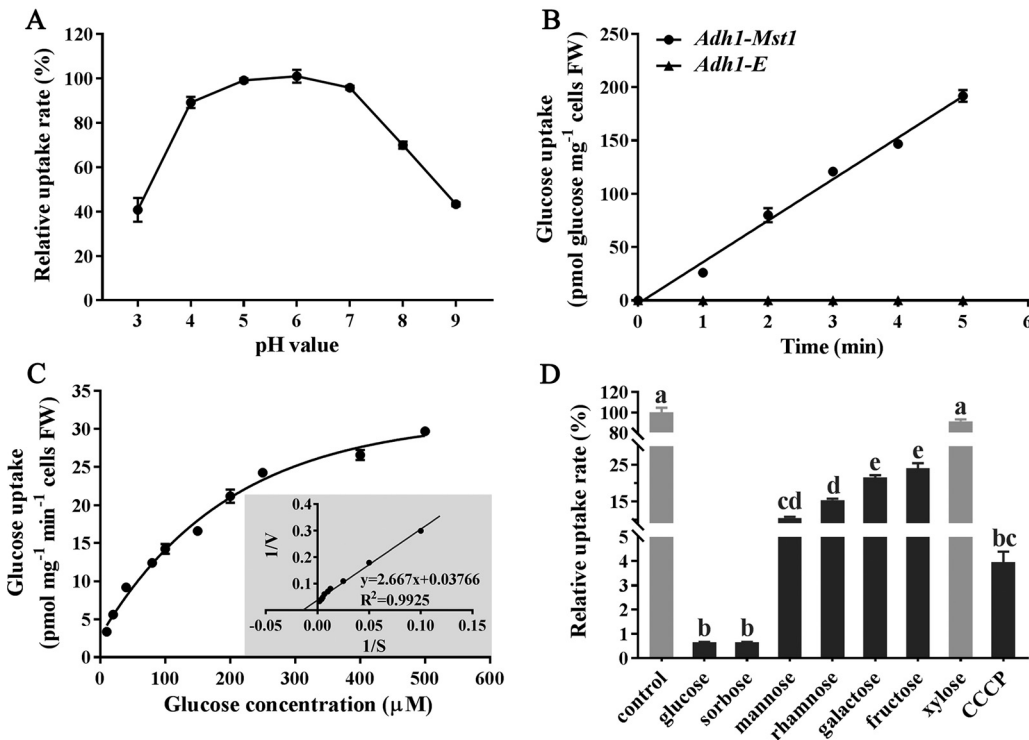 A
Relative uptake rate (%)
120
100
80
60
40
20
0
3 4 5 6 7 8 9
pH value
B
Glucose uptake
(pmol glucose mg-1 cells FW)
250
200
150
100
50
0
Adh1-Mst1
Adh1-E
0 1 2 3 4 5 6
Time (min)
C
Glucose uptake
(pmol mg-1 min-1 cells FW)
35
30
25
20
15
10
5
0
0 100 200 300 400 500 600
Glucose concentration (μM)
1/V
0.4
0.3
0.2
0.1
y=2.667x+0.03766
R2=0.9925
-0.05 0.00 0.05 0.10 0.15
1/S
D
Relative uptake rate (%)
120
100
80
25
15
5
4
3
2
1
0
a b b cd d e e a bc
control glucose sorbose mannose rhamnose galactose fructose xylose CCCP